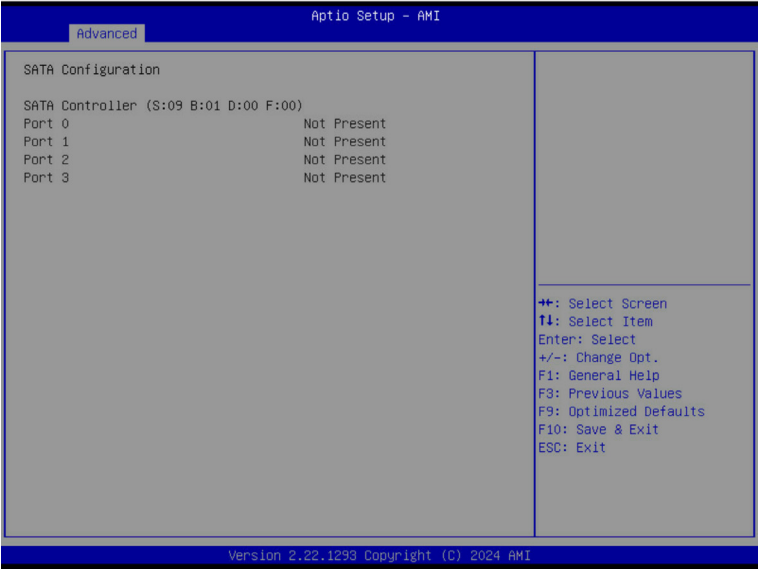 Aptio Setup - AMI
Advanced
SATA Configuration
SATA Controller (S:09 B:01 D:00 F:00)
Port 0 Not Present
Port 1 Not Present
Port 2 Not Present
Port 3 Not Present
→←: Select Screen
↑↓: Select Item
Enter: Select
+/-: Change Opt.
F1: General Help
F3: Previous Values
F9: Optimized Defaults
F10: Save & Exit
ESC: Exit
Version 2.22.1293 Copyright (C) 2024 AMI